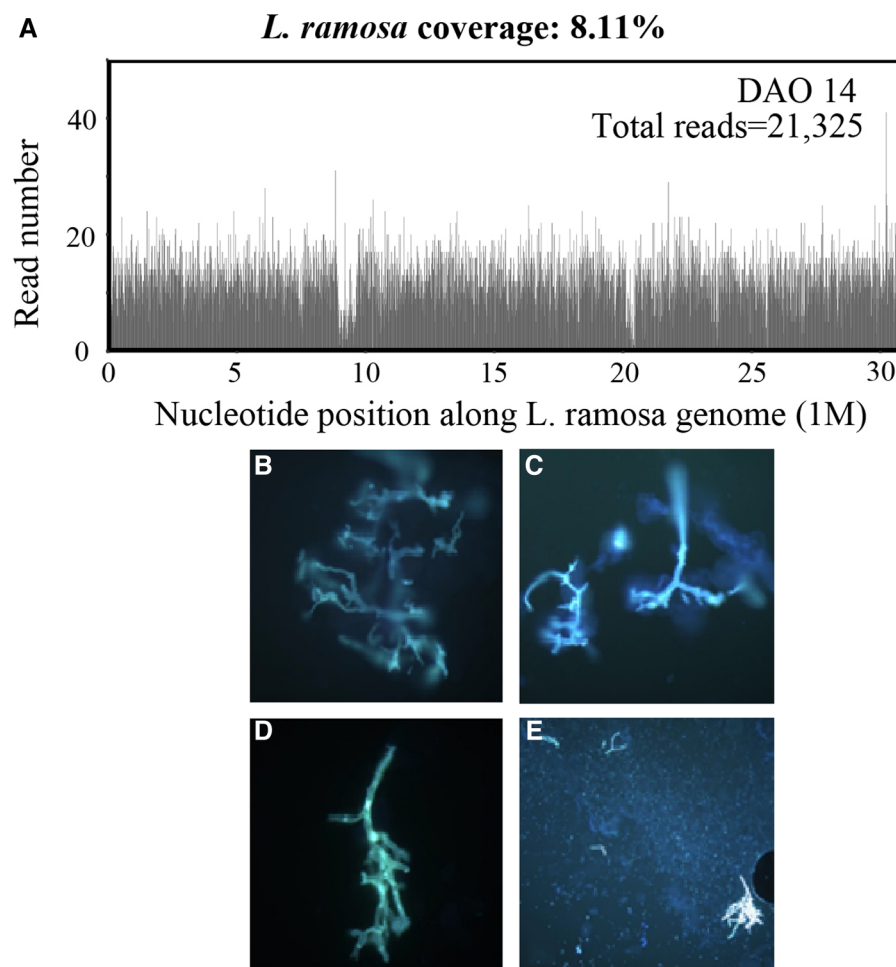 A
L. ramosa coverage: 8.11%
DAO 14
Total reads=21,325
Read number
40
20
0
0 5 10 15 20 25 30
Nucleotide position along L. ramosa genome (1M)
B
C
D
E